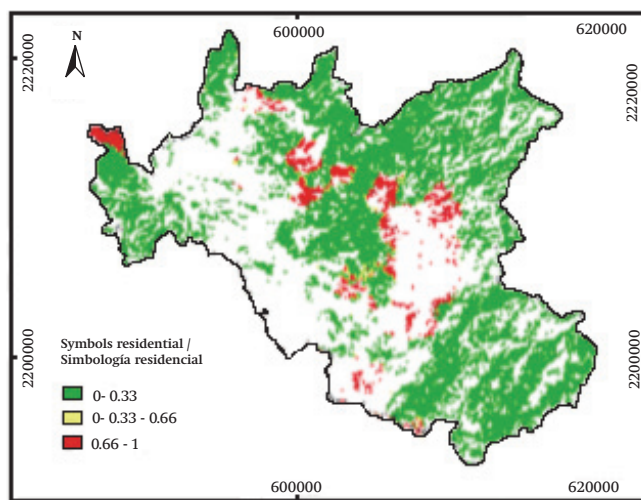 600000
620000
N
2220000
2220000
Symbols residential /
Simbología residencial
0- 0.33
0- 0.33 - 0.66
0.66 - 1
2200000
2200000
600000
620000